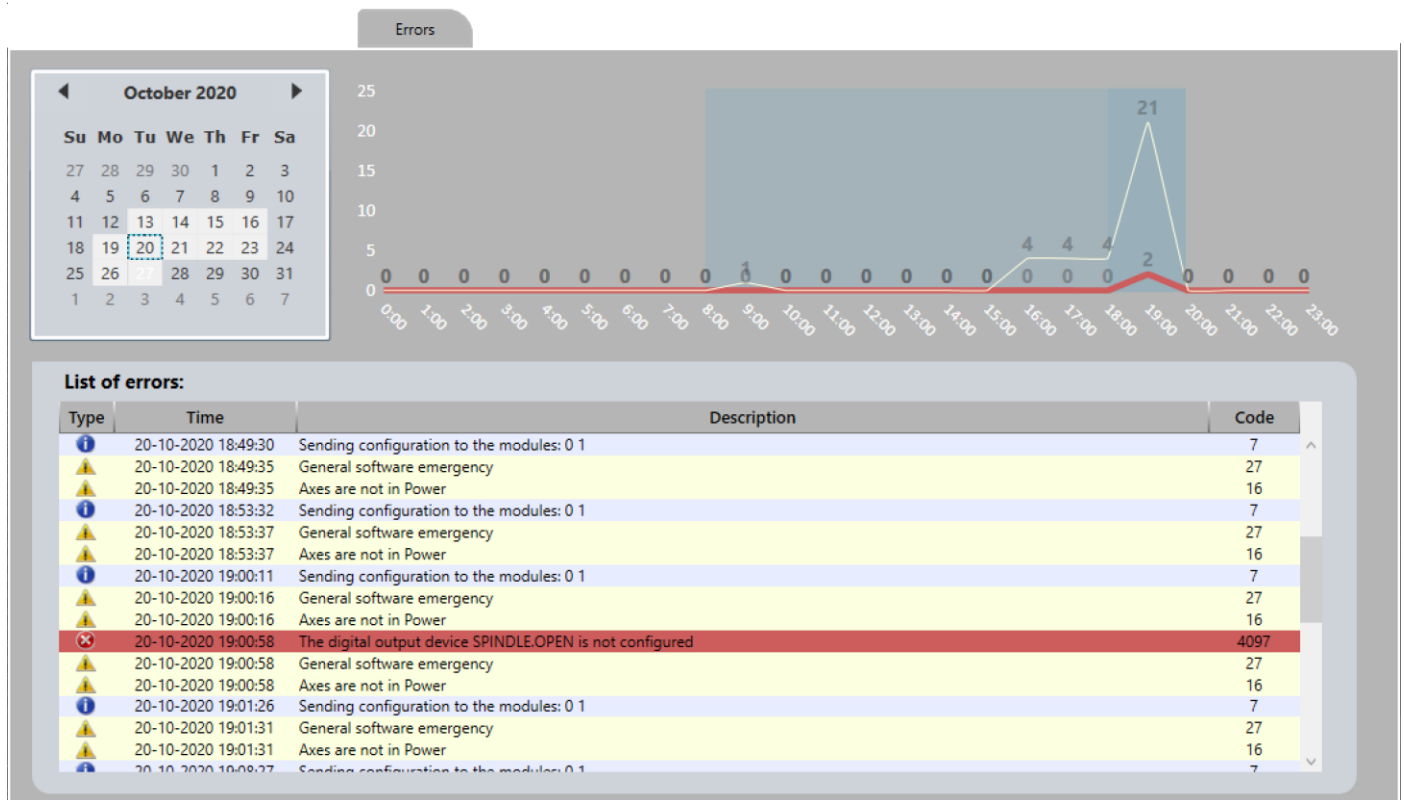 Errors
October 2020
Su Mo Tu We Th Fr Sa
27 28 29 30 1 2 3
4 5 6 7 8 9 10
11 12 13 14 15 16 17
18 19 20 21 22 23 24
25 26 27 28 29 30 31
1 2 3 4 5 6 7
25
20
15
10
5
0
21
4 4 4
2
0 0 0 0 0 0 0 0 0 1 0 0 0 0 0 0 0 0 0 0 0 0 0
0:00 1:00 2:00 3:00 4:00 5:00 6:00 7:00 8:00 9:00 10:00 11:00 12:00 13:00 14:00 15:00 16:00 17:00 18:00 19:00 20:00 21:00 22:00 23:00
List of errors:
Type Time Description Code
20-10-2020 18:49:30 Sending configuration to the modules: 0 1 7
20-10-2020 18:49:35 General software emergency 27
20-10-2020 18:49:35 Axes are not in Power 16
20-10-2020 18:53:32 Sending configuration to the modules: 0 1 7
20-10-2020 18:53:37 General software emergency 27
20-10-2020 18:53:37 Axes are not in Power 16
20-10-2020 19:00:11 Sending configuration to the modules: 0 1 7
20-10-2020 19:00:16 General software emergency 27
20-10-2020 19:00:16 Axes are not in Power 16
20-10-2020 19:00:58 The digital output device SPINDLE.OPEN is not configured 4097
20-10-2020 19:00:58 General software emergency 27
20-10-2020 19:00:58 Axes are not in Power 16
20-10-2020 19:01:26 Sending configuration to the modules: 0 1 7
20-10-2020 19:01:31 General software emergency 27
20-10-2020 19:01:31 Axes are not in Power 16
20-10-2020 19:08:27 Sending configuration to the modules: 0 1 7